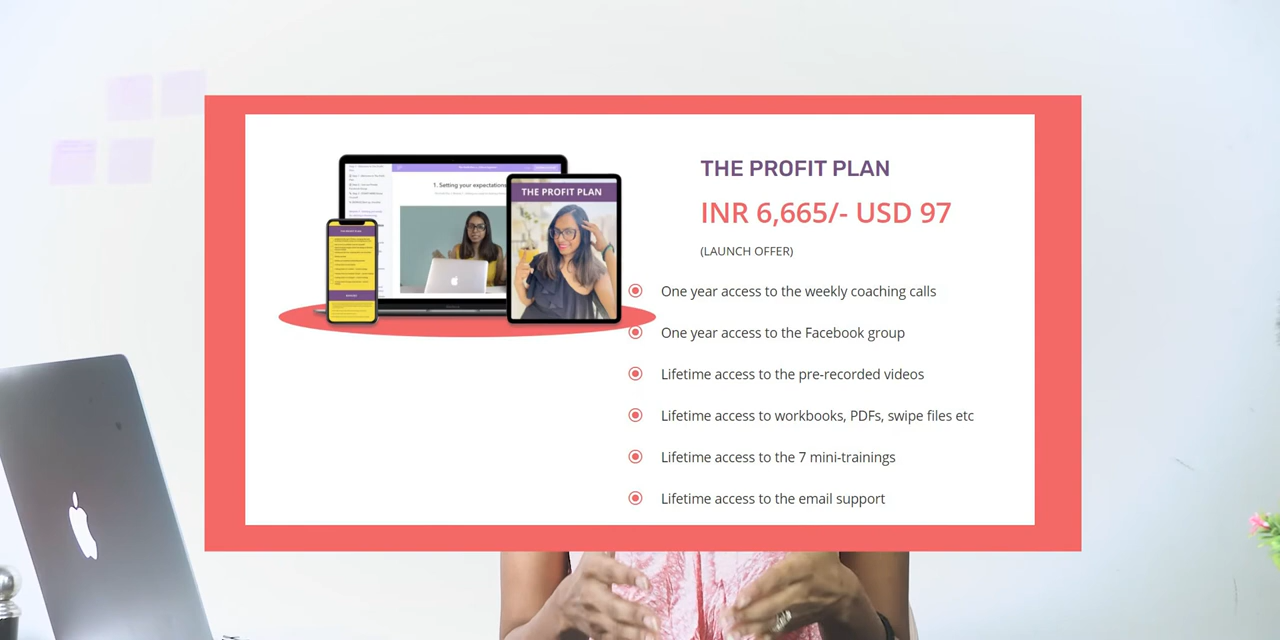 1. Setting your expectations
THE PROFIT PLAN
THE PROFIT PLAN
INR 6,665/- USD 97
(LAUNCH OFFER)
One year access to the weekly coaching calls
One year access to the Facebook group
Lifetime access to the pre-recorded videos
Lifetime access to workbooks, PDFs, swipe files etc
Lifetime access to the 7 mini-trainings
Lifetime access to the email support